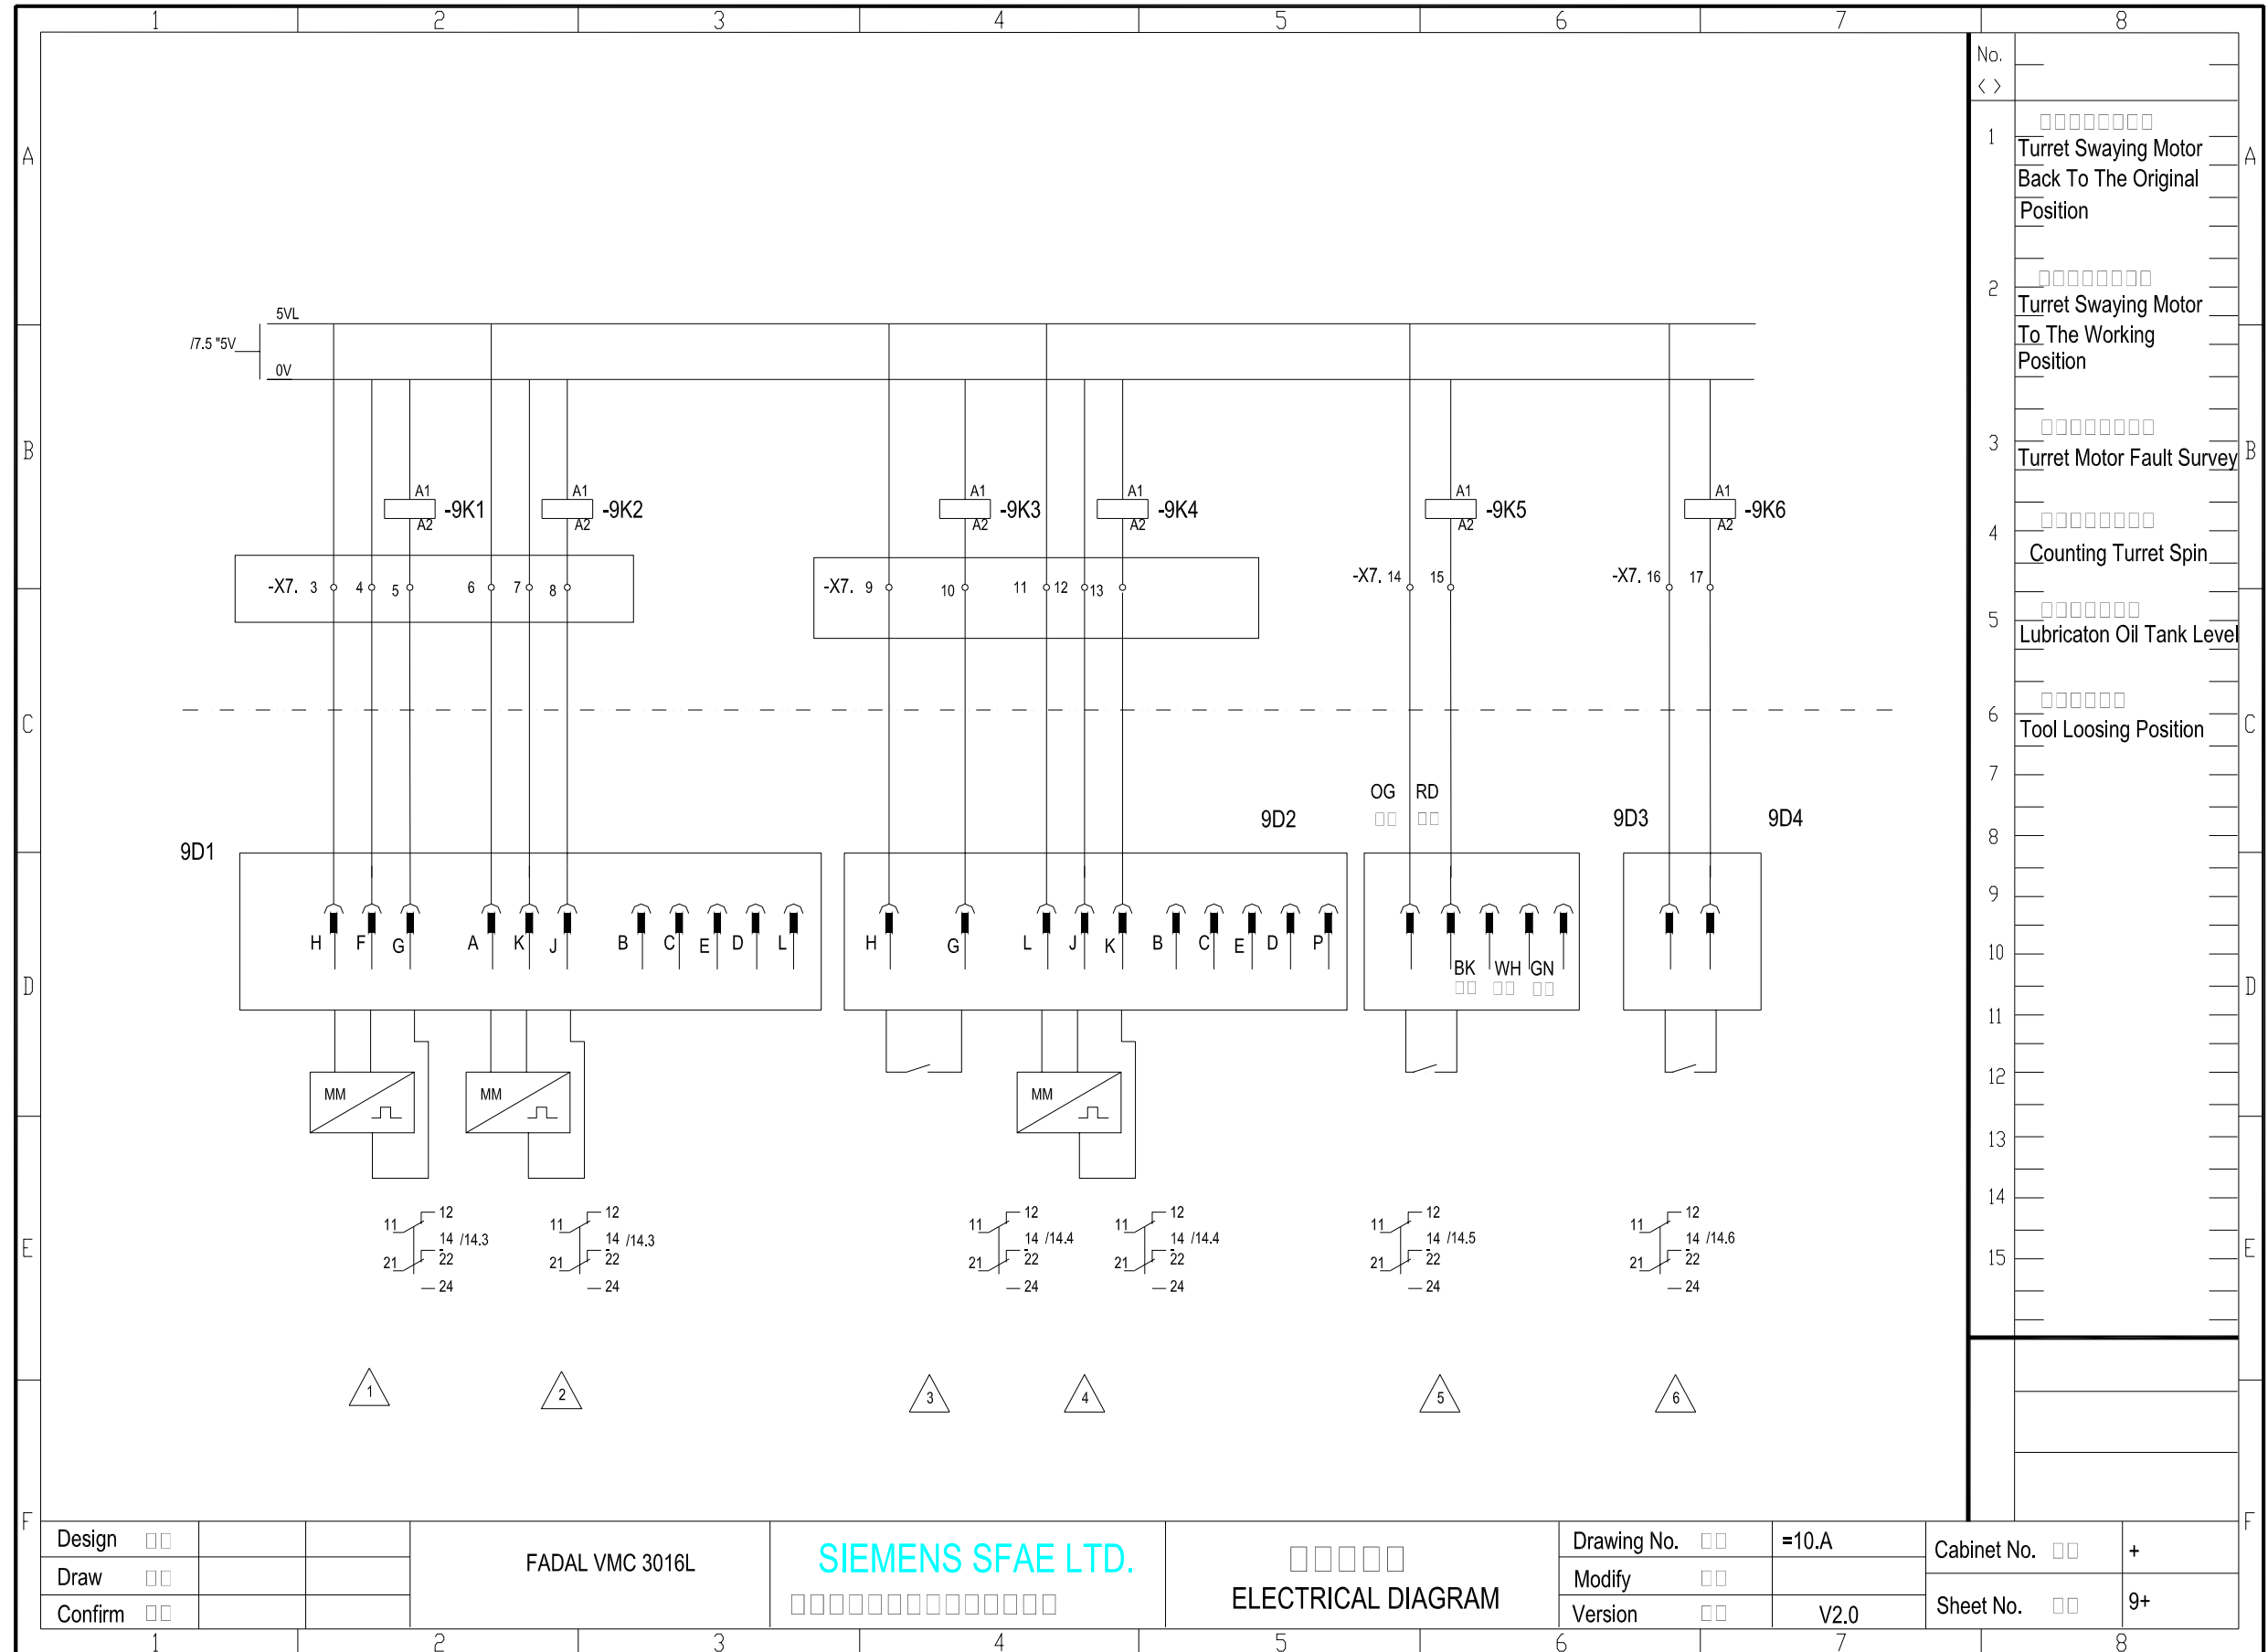 1 2 3 4 5 6 7 8
No.
< >
A
B
C
D
E
F
1
Turret Swaying Motor
Back To The Original
Position
2
Turret Swaying Motor
To The Working
Position
3
Turret Motor Fault Survey
4
Counting Turret Spin
5
Lubricaton Oil Tank Level
6
Tool Loosing Position
7
8
9
10
11
12
13
14
15
A
B
C
D
E
F
5VL
/7.5 "5V
0V
A1 A1 A1 A1 A1 A1
-9K1 -9K2 -9K3 -9K4 -9K5 -9K6
A2 A2 A2 A2 A2 A2
-X7. 3 4 5 6 7 8
-X7. 9 10 11 12 13
-X7. 14 15
-X7. 16 17
OG RD
9D1 9D2 9D3 9D4
H F G A K J B C E D L
H G L J K B C E D P
BK WH GN
MM MM MM
11 12 14 /14.3 21 22 24
11 12 14 /14.3 21 22 24
11 12 14 /14.4 21 22 24
11 12 14 /14.4 21 22 24
11 12 14 /14.5 21 22 24
11 12 14 /14.6 21 22 24
1 2 3 4 5 6
Design
Draw
Confirm
FADAL VMC 3016L
SIEMENS SFAE LTD.
ELECTRICAL DIAGRAM
Drawing No. =10.A
Modify
Version V2.0
Cabinet No. +
Sheet No. 9+
1 2 3 4 5 6 7 8